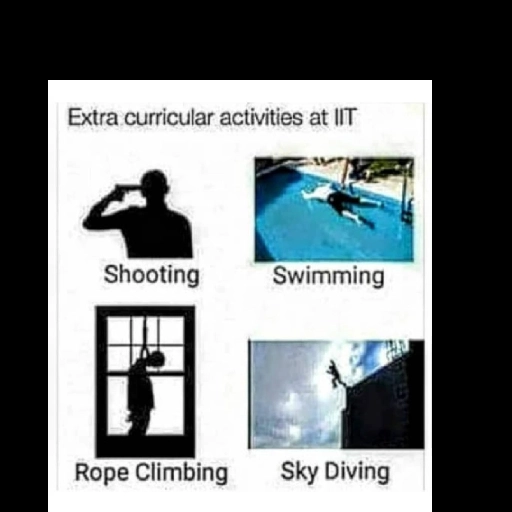 Extra curricular activities at IIT
Shooting
Swimming
Rope Climbing
Sky Diving